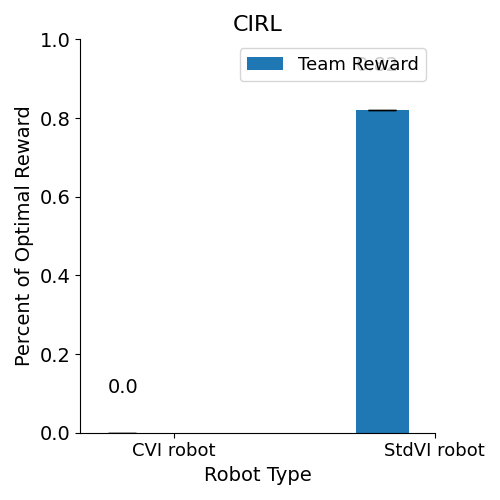 CIRL
1.0
Team Reward
0.8
0.6
0.4
0.2
0.0
0.0
Percent of Optimal Reward
CVI robot
StdVI robot
Robot Type